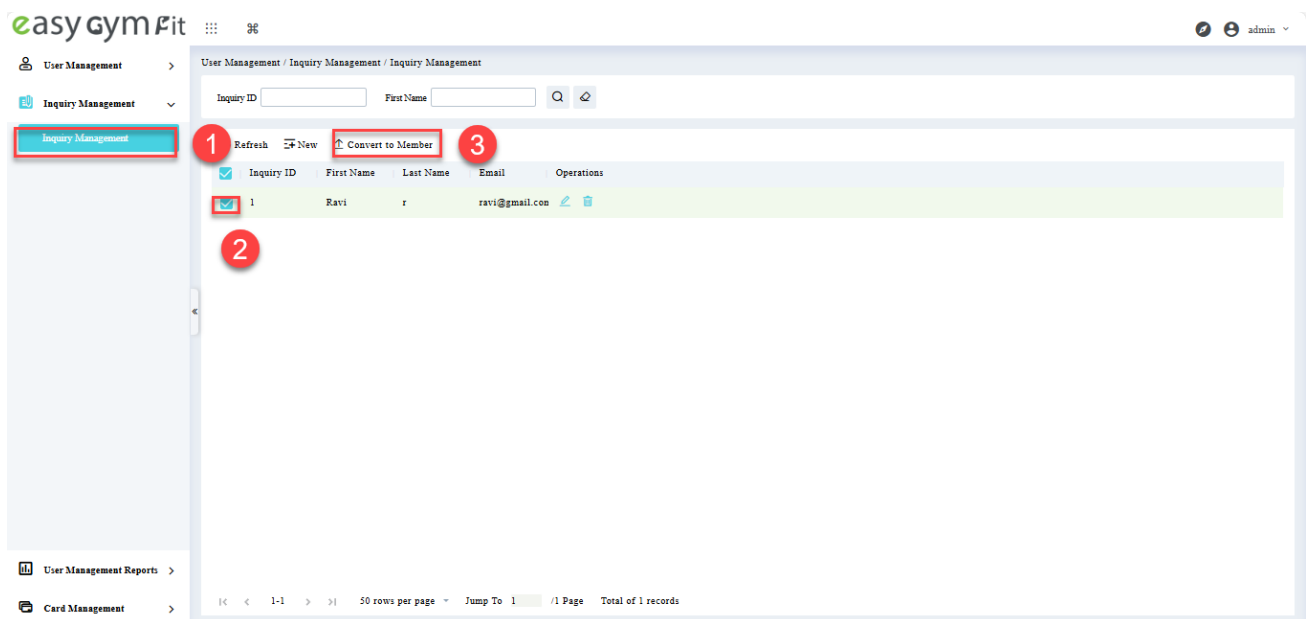 easy Gym Fit
admin
User Management
User Management / Inquiry Management / Inquiry Management
Inquiry Management
Inquiry ID First Name
Inquiry Management
1
Refresh New Convert to Member
3
Inquiry ID First Name Last Name Email Operations
1 Ravi r ravi@gmail.con
2
User Management Reports
Card Management
1-1 50 rows per page Jump To 1 /1 Page Total of 1 records